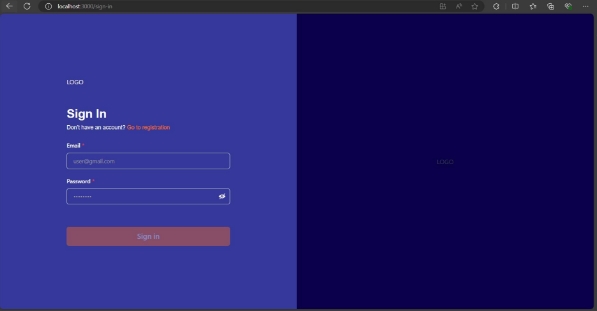 localhost:3000/sign-in
LOGO
Sign In
Don't have an account? Go to registration
Email *
user@gmail.com
Password *
--------
Sign in
LOGO